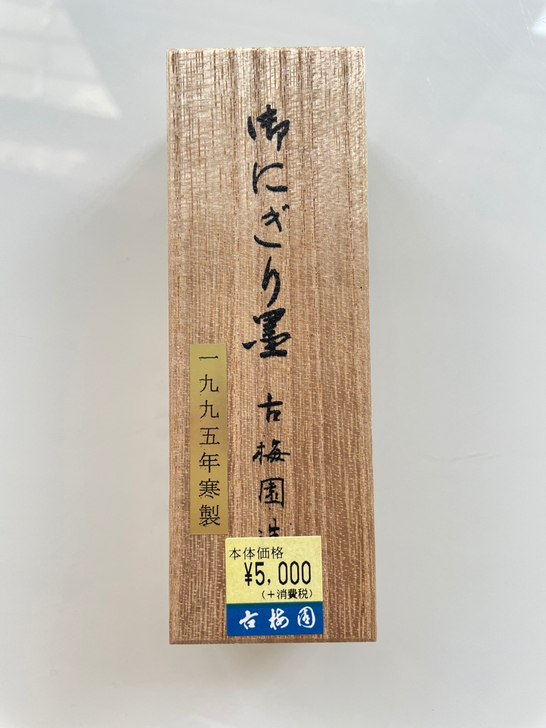 御にぎり墨
古梅園
一九九五年寒製
本体価格
¥5,000
(+消費税)
古梅園